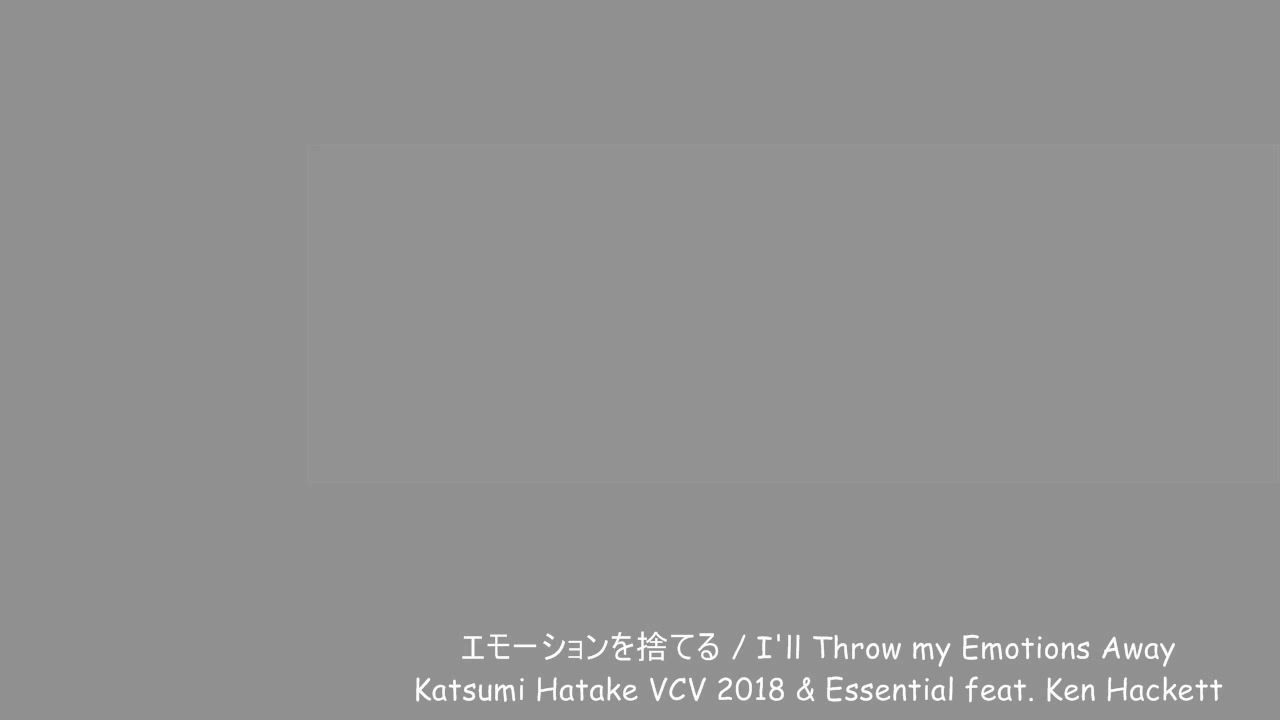 エモーションを捨てる / I'll Throw my Emotions Away
Katsumi Hatake VCV 2018 & Essential feat. Ken Hackett